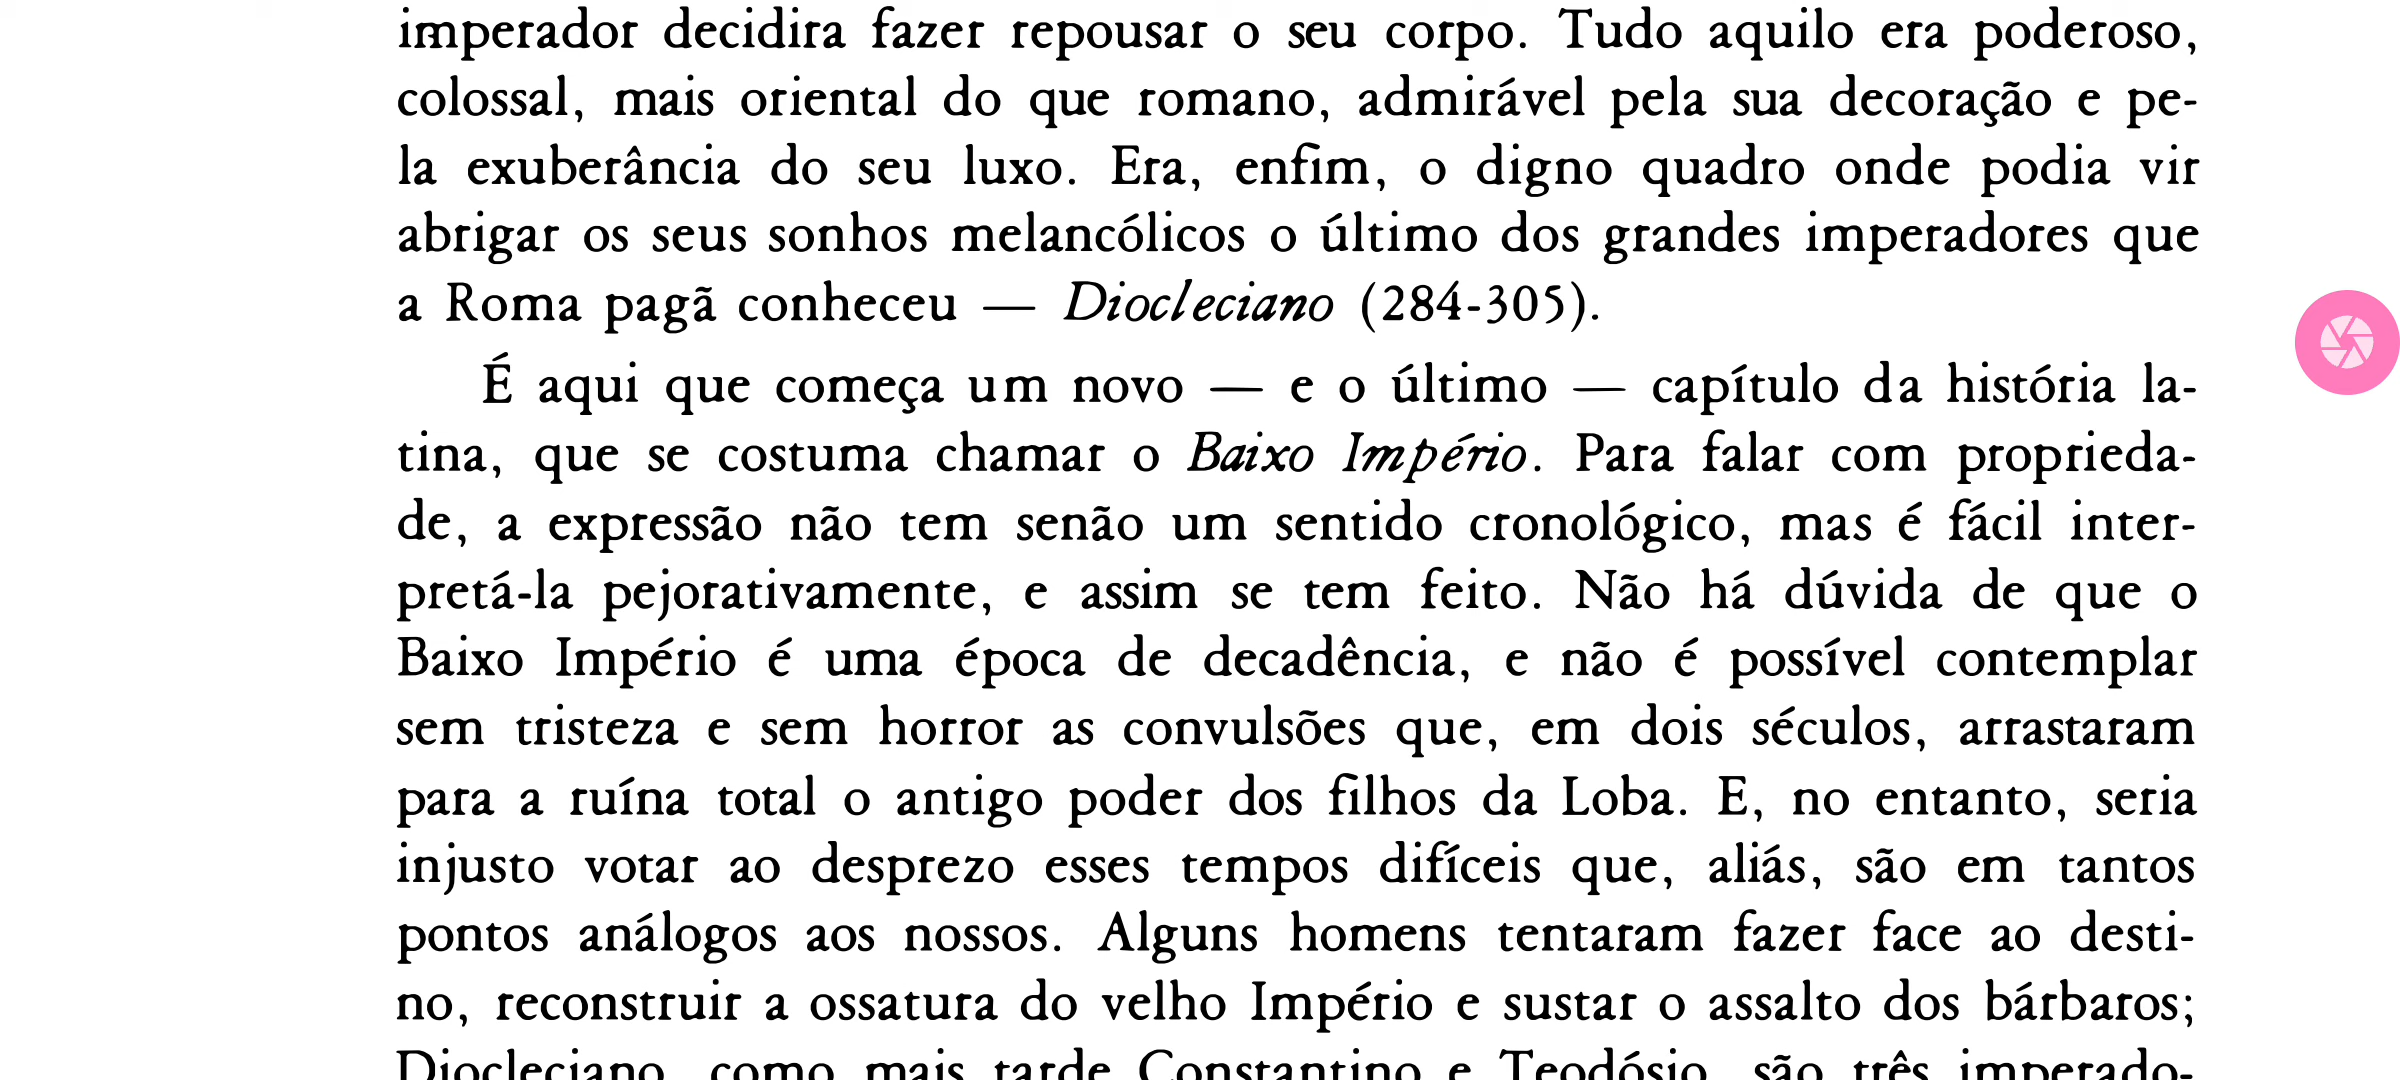 imperador decidira fazer repousar o seu corpo. Tudo aquilo era poderoso,
colossal, mais oriental do que romano, admirável pela sua decoração e pe-
la exuberância do seu luxo. Era, enfim, o digno quadro onde podia vir
abrigar os seus sonhos melancólicos o último dos grandes imperadores que
a Roma pagã conheceu — Diocleciano (284-305).
É aqui que começa um novo — e o último — capítulo da história la-
tina, que se costuma chamar o Baixo Império. Para falar com proprieda-
de, a expressão não tem senão um sentido cronológico, mas é fácil inter-
pretá-la pejorativamente, e assim se tem feito. Não há dúvida de que o
Baixo Império é uma época de decadência, e não é possível contemplar
sem tristeza e sem horror as convulsões que, em dois séculos, arrastaram
para a ruína total o antigo poder dos filhos da Loba. E, no entanto, seria
injusto votar ao desprezo esses tempos difíceis que, aliás, são em tantos
pontos análogos aos nossos. Alguns homens tentaram fazer face ao desti-
no, reconstruir a ossatura do velho Império e sustar o assalto dos bárbaros;
Diocleciano, como mais tarde Constantino e Teodósio, são três imperado-